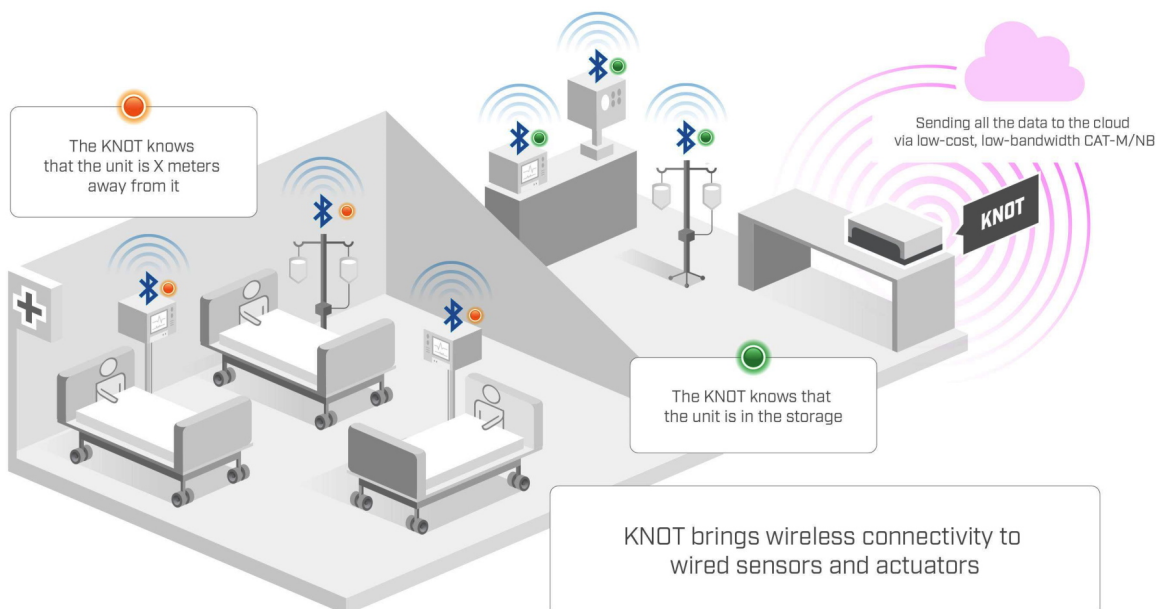 The KNOT knows
that the unit is X meters
away from it
Sending all the data to the cloud
via low-cost, low-bandwidth CAT-M/NB
KNOT
The KNOT knows that
the unit is in the storage
KNOT brings wireless connectivity to
wired sensors and actuators